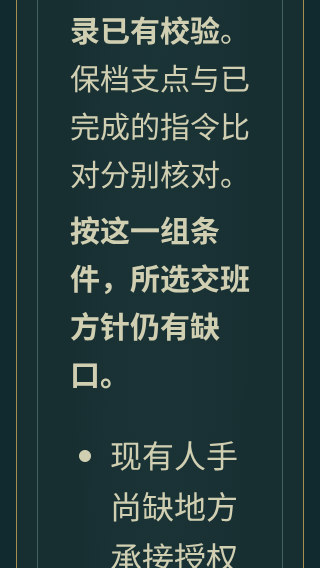 录已有校验。
保档支点与已
完成的指令比
对分别核对。
按这一组条
件，所选交班
方针仍有缺
口。
• 现有人手
尚缺地方
承接授权